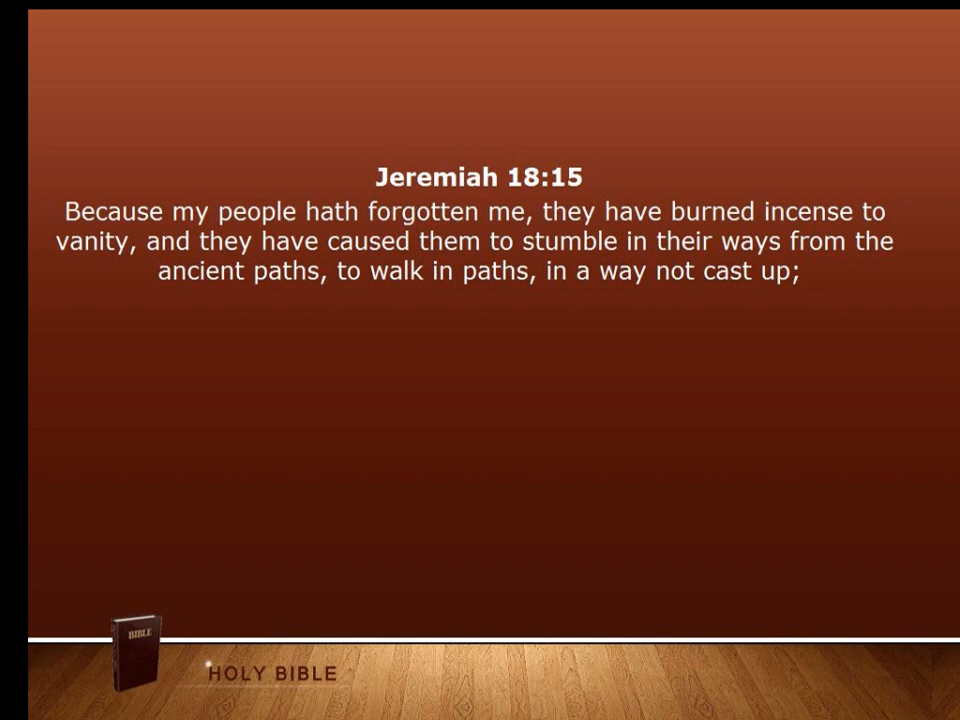 Jeremiah 18:15
Because my people hath forgotten me, they have burned incense to
vanity, and they have caused them to stumble in their ways from the
ancient paths, to walk in paths, in a way not cast up;
BIBLE
HOLY BIBLE